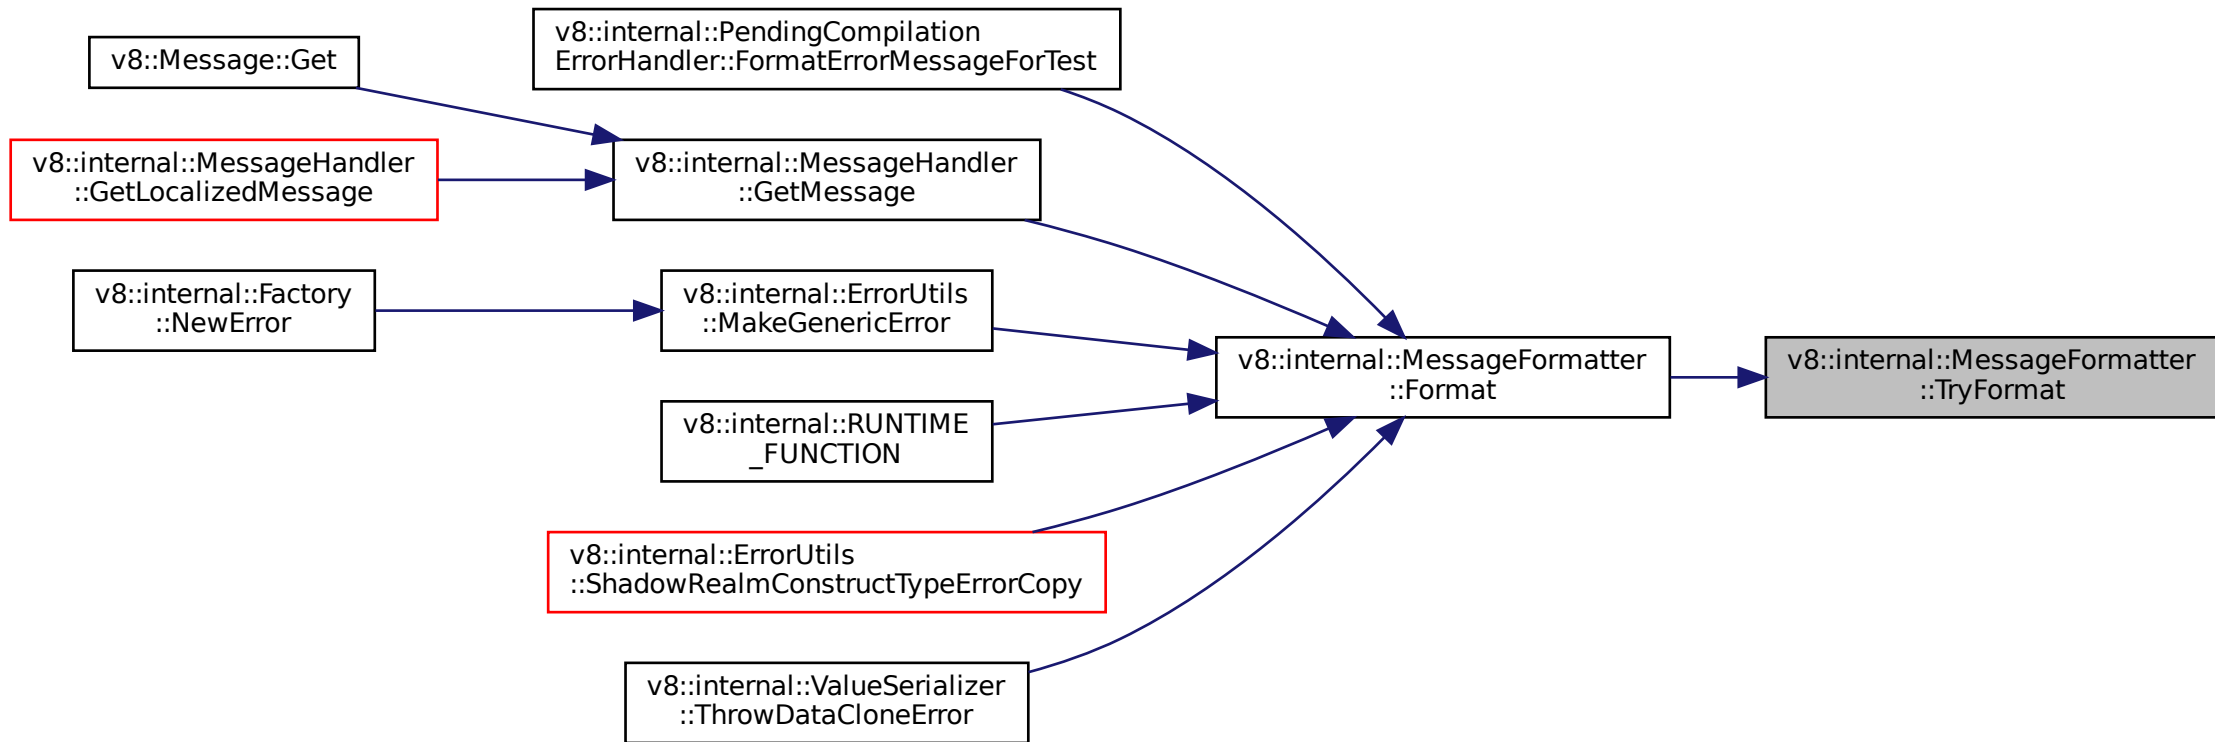 v8::internal::PendingCompilation
ErrorHandler::FormatErrorMessageForTest
v8::Message::Get
v8::internal::MessageHandler
::GetLocalizedMessage
v8::internal::MessageHandler
::GetMessage
v8::internal::Factory
::NewError
v8::internal::ErrorUtils
::MakeGenericError
v8::internal::MessageFormatter
::Format
v8::internal::MessageFormatter
::TryFormat
v8::internal::RUNTIME
_FUNCTION
v8::internal::ErrorUtils
::ShadowRealmConstructTypeErrorCopy
v8::internal::ValueSerializer
::ThrowDataCloneError